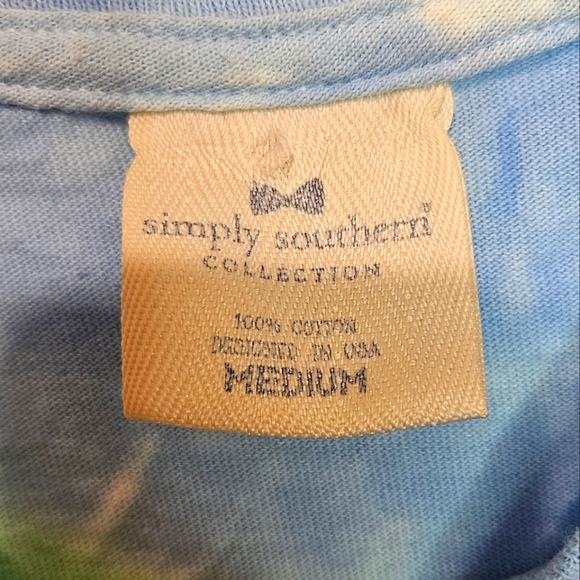 simply southern®
COLLECTION
100% COTTON
DESIGNED IN USA
MEDIUM